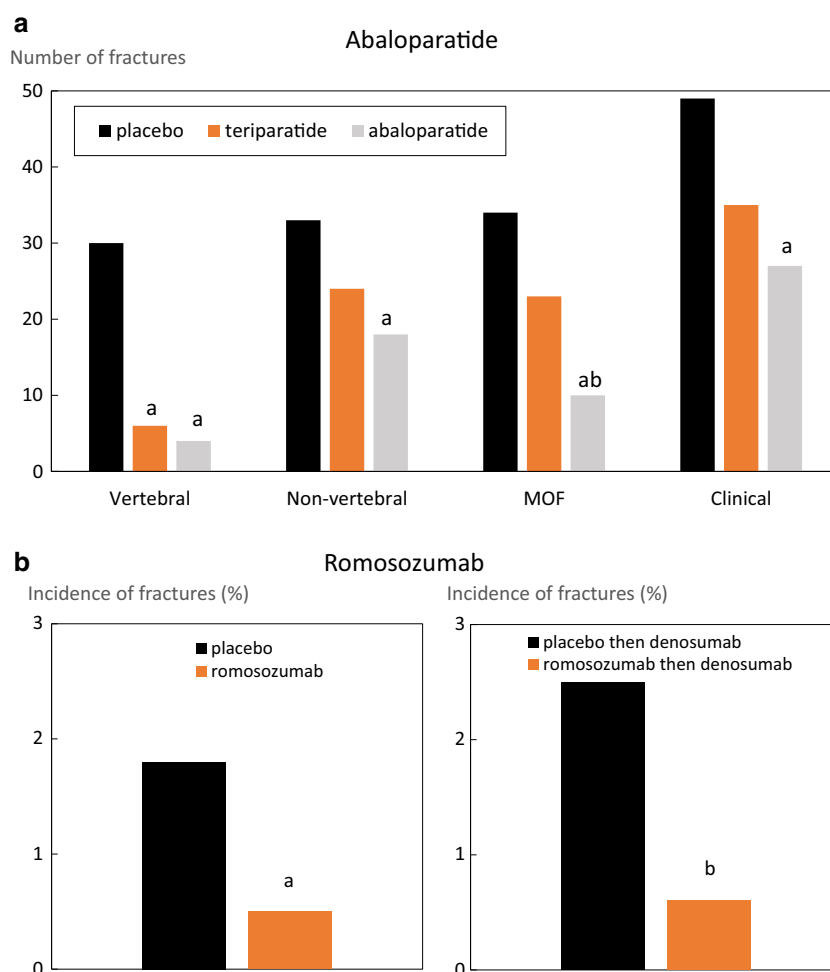 a
Abaloparatide
Number of fractures
50
placebo teriparatide abaloparatide
40
a
30
a
20
ab
10
a a
0
Vertebral Non-vertebral MOF Clinical
b
Romosozumab
Incidence of fractures (%) Incidence of fractures (%)
3 3
placebo placebo then denosumab
romosozumab romosozumab then denosumab
2 2
1 1
a b
0 0